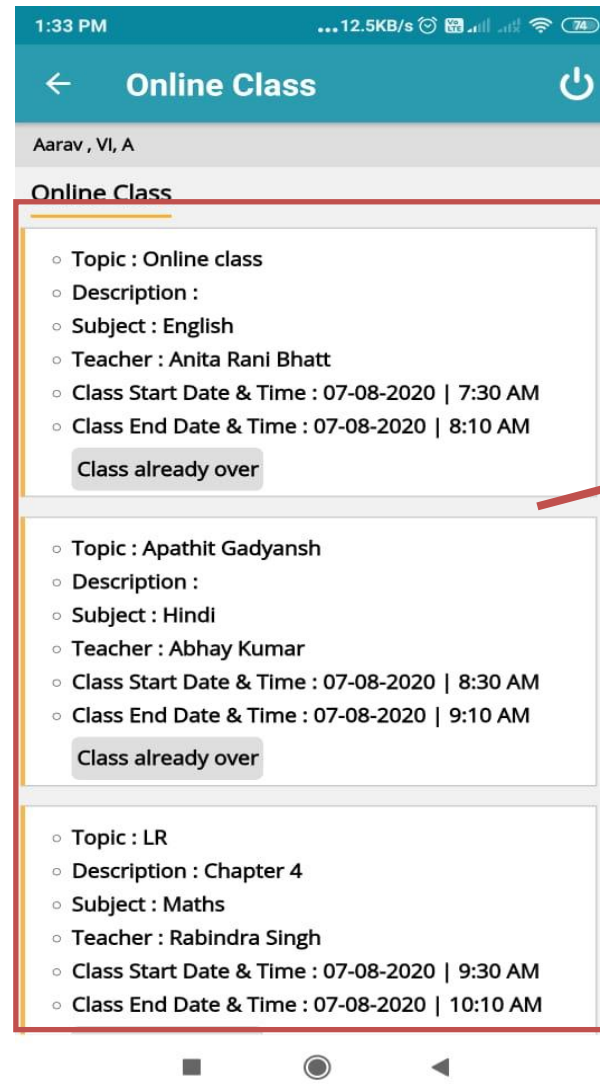 1:33 PM ...12.5KB/s Vo LTE 74
Online Class
Aarav , VI, A
Online Class
Topic : Online class
Description :
Subject : English
Teacher : Anita Rani Bhatt
Class Start Date & Time : 07-08-2020 | 7:30 AM
Class End Date & Time : 07-08-2020 | 8:10 AM
Class already over
Topic : Apathit Gadyansh
Description :
Subject : Hindi
Teacher : Abhay Kumar
Class Start Date & Time : 07-08-2020 | 8:30 AM
Class End Date & Time : 07-08-2020 | 9:10 AM
Class already over
Topic : LR
Description : Chapter 4
Subject : Maths
Teacher : Rabindra Singh
Class Start Date & Time : 07-08-2020 | 9:30 AM
Class End Date & Time : 07-08-2020 | 10:10 AM